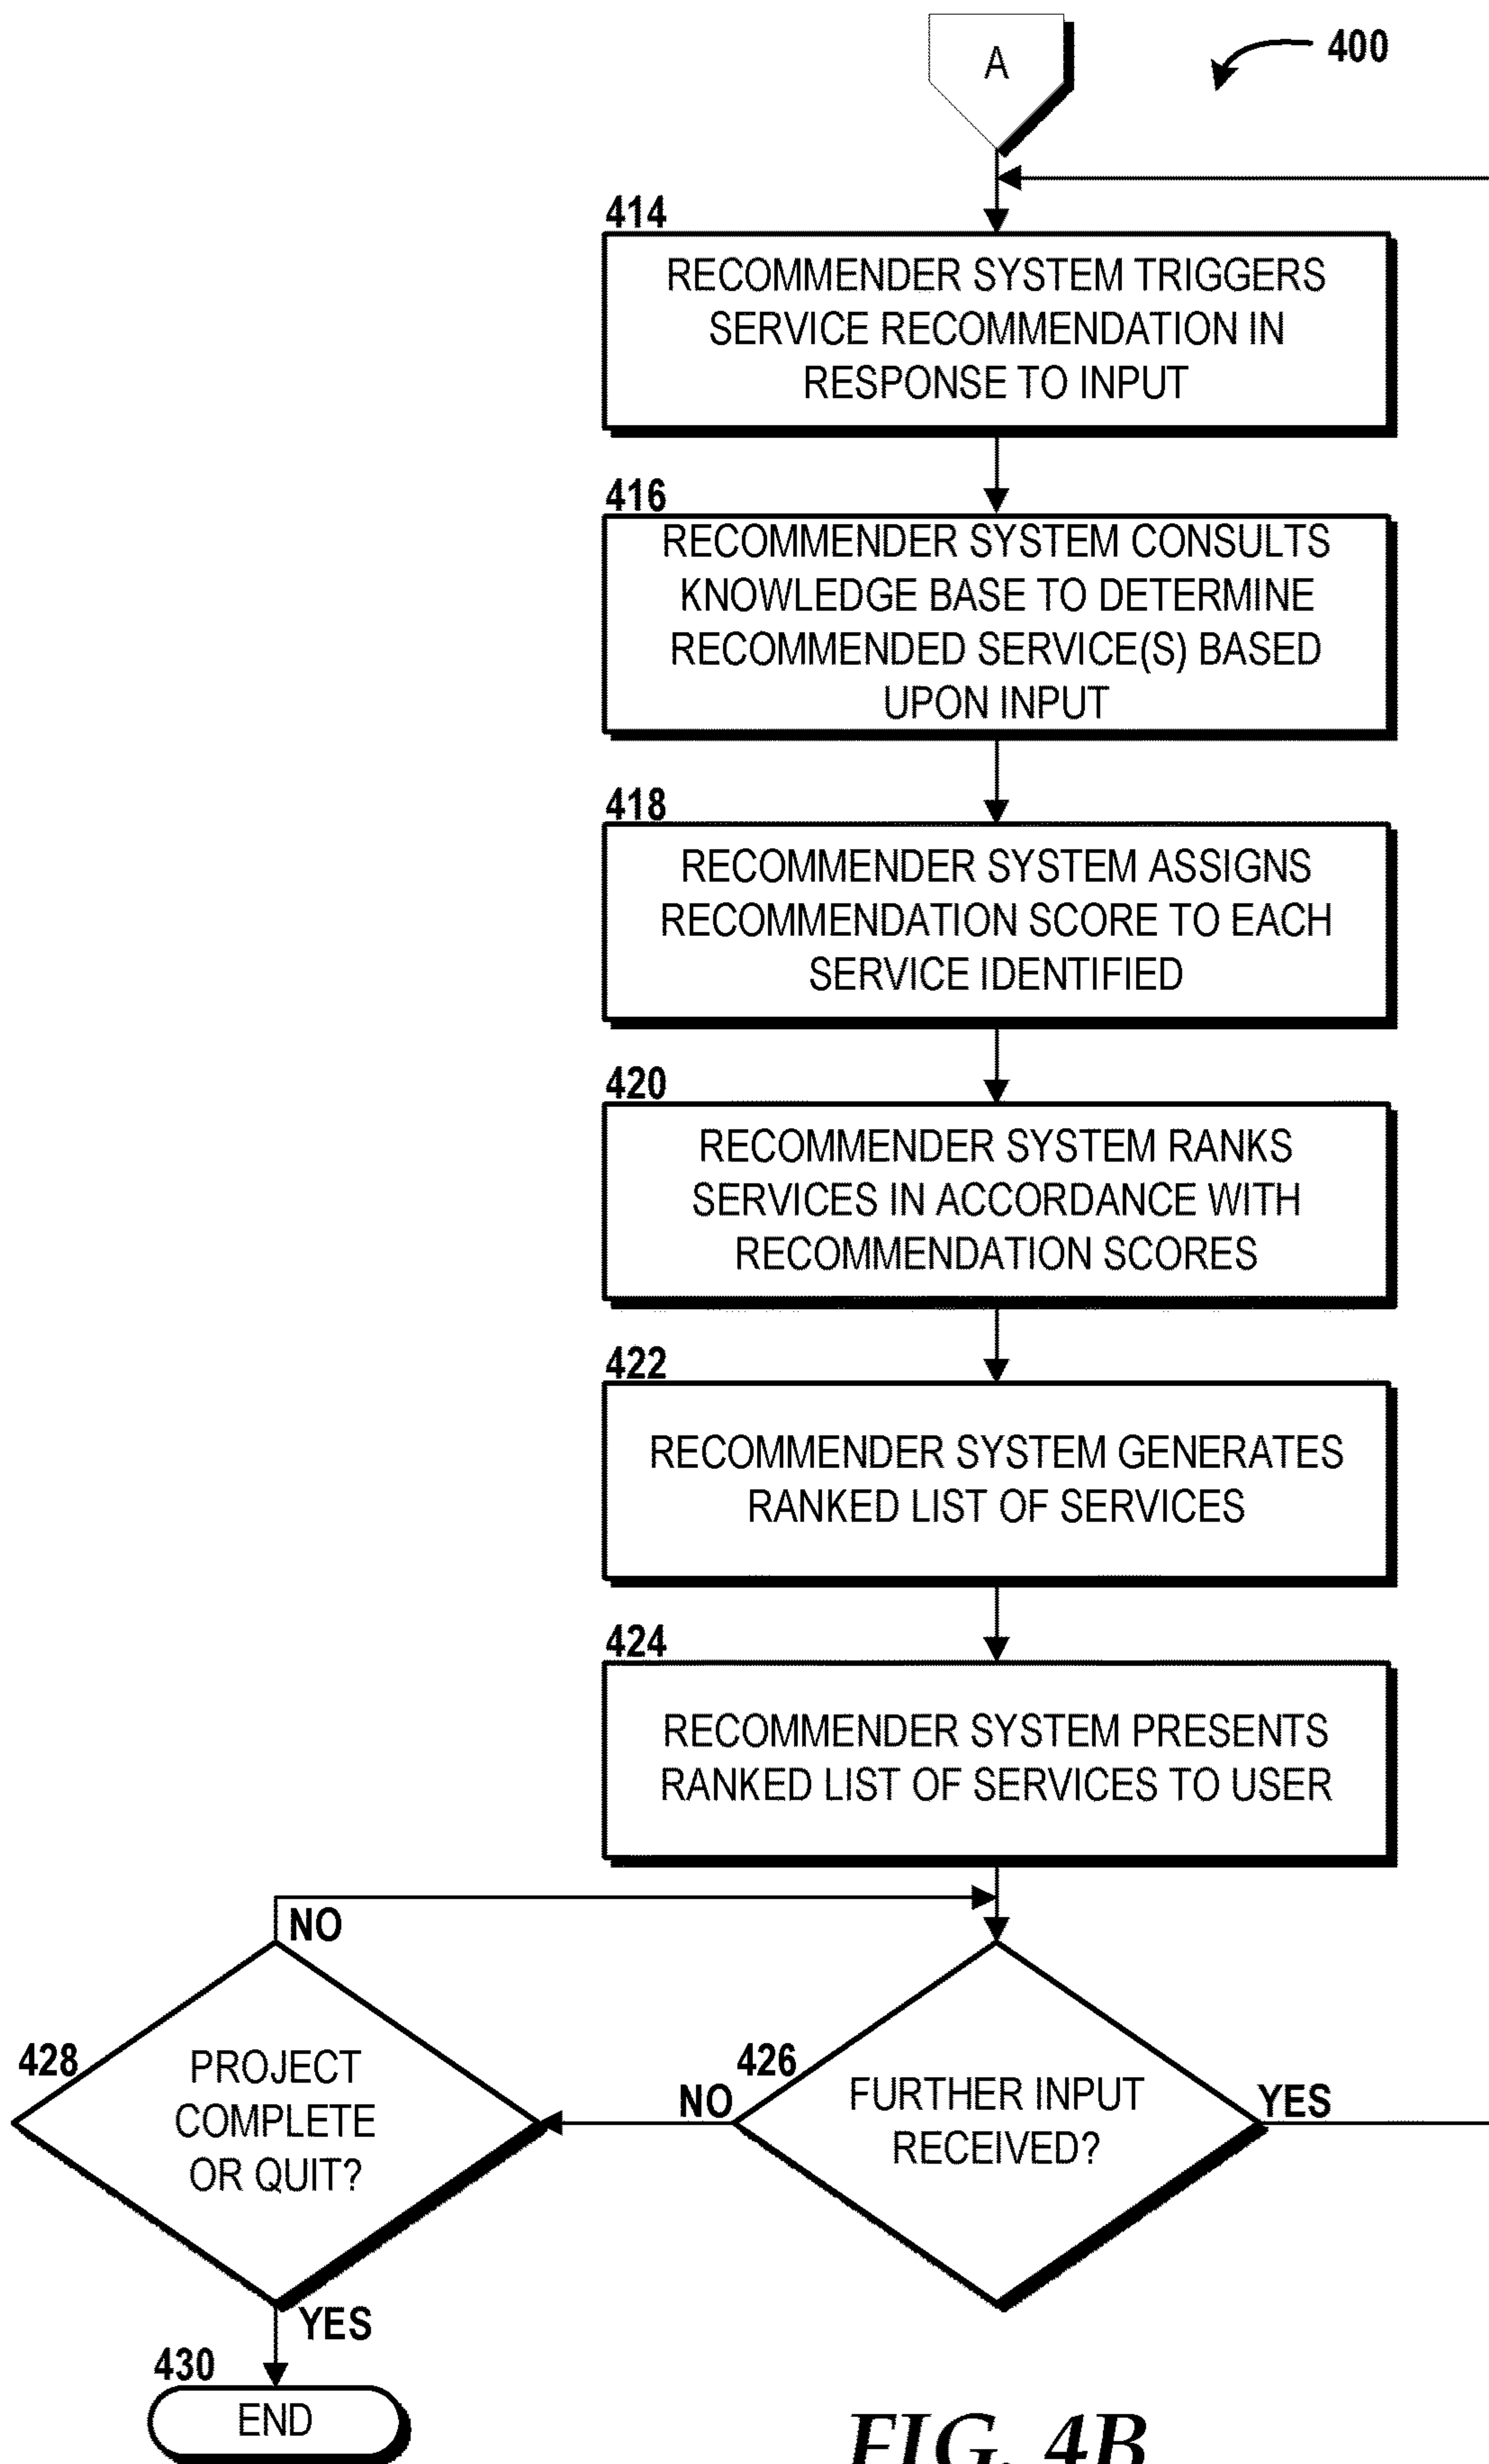 A
400
414
RECOMMENDER SYSTEM TRIGGERS
SERVICE RECOMMENDATION IN
RESPONSE TO INPUT
416
RECOMMENDER SYSTEM CONSULTS
KNOWLEDGE BASE TO DETERMINE
RECOMMENDED SERVICE(S) BASED
UPON INPUT
418
RECOMMENDER SYSTEM ASSIGNS
RECOMMENDATION SCORE TO EACH
SERVICE IDENTIFIED
420
RECOMMENDER SYSTEM RANKS
SERVICES IN ACCORDANCE WITH
RECOMMENDATION SCORES
422
RECOMMENDER SYSTEM GENERATES
RANKED LIST OF SERVICES
424
RECOMMENDER SYSTEM PRESENTS
RANKED LIST OF SERVICES TO USER
426
FURTHER INPUT
RECEIVED?
YES
NO
428
PROJECT
COMPLETE
OR QUIT?
NO
YES
430
END
FIG. 4B